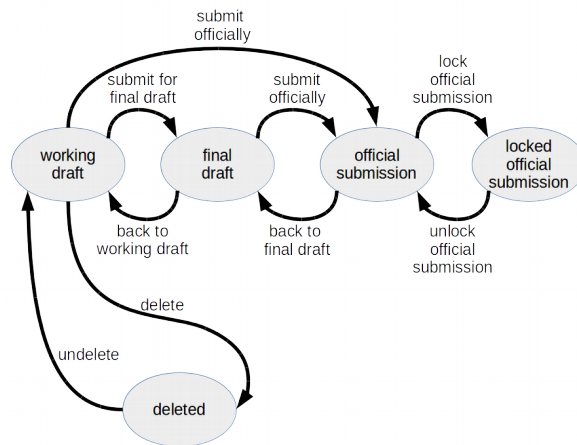 submit
officially
submit for
final draft
submit
officially
lock
official
submission
working
draft
final
draft
official
submission
locked
official
submission
back to
working draft
back to
final draft
unlock
official
submission
delete
undelete
deleted